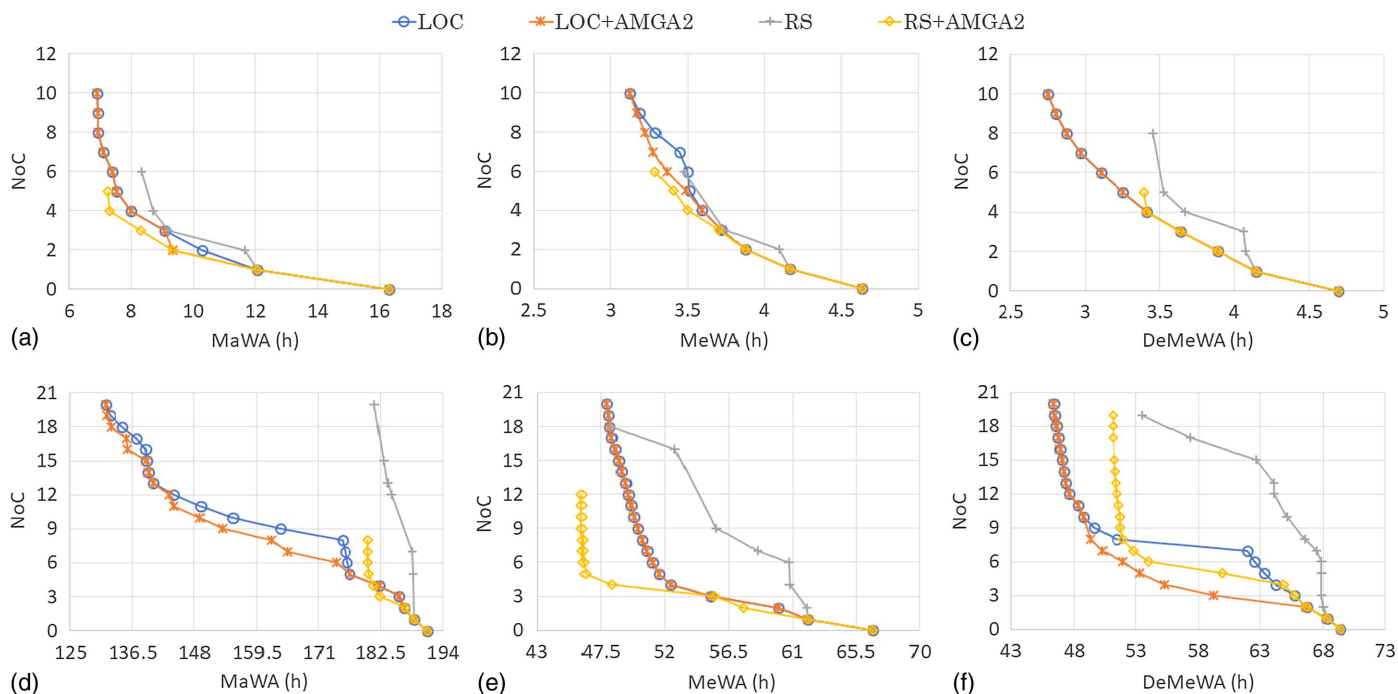 LOC LOC+AMGA2 RS RS+AMGA2
12 12 12
10 10 10
8 8 8
NoC 6 NoC 6 NoC 6
4 4 4
2 2 2
0 0 0
6 8 10 12 14 16 18 2.5 3 3.5 4 4.5 5 2.5 3 3.5 4 4.5 5
(a) MaWA (h) (b) MeWA (h) (c) DeMeWA (h)
21 21 21
18 18 18
15 15 15
12 12 12
NoC 9 NoC 9 NoC 9
6 6 6
3 3 3
0 0 0
125 136.5 148 159.5 171 182.5 194 43 47.5 52 56.5 61 65.5 70 43 48 53 58 63 68 73
(d) MaWA (h) (e) MeWA (h) (f) DeMeWA (h)